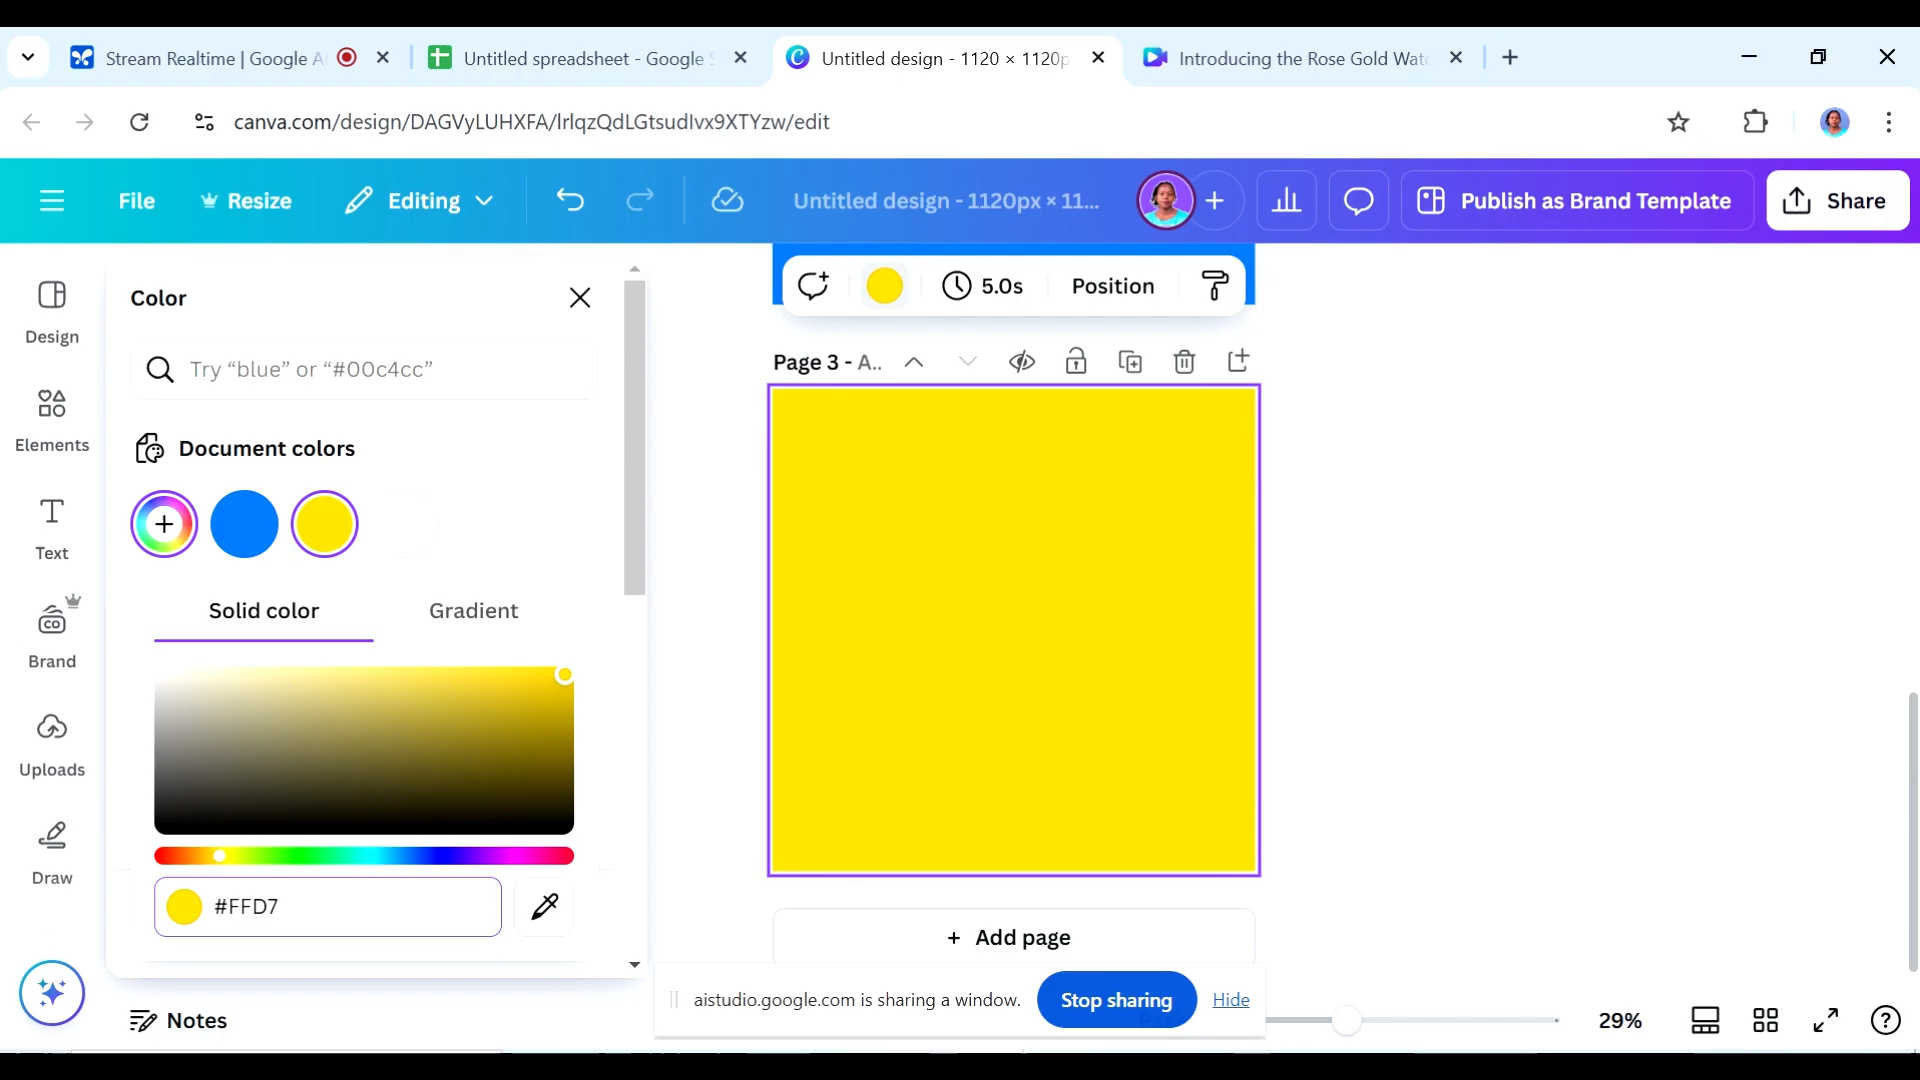 Stream Realtime | Google A
Untitled spreadsheet - Google S
Untitled design - 1120 × 1120p
Introducing the Rose Gold Watc
canva.com/design/DAGVyLUHXFA/lrlqzQdLGtsudIvx9XTYzw/edit
File
Resize
Editing
Untitled design - 1120px × 11...
Publish as Brand Template
Share
Design
Elements
Text
Brand
Uploads
Draw
Color
Try “blue” or “#00c4cc”
Document colors
Solid color
Gradient
#FFD7
5.0s
Position
Page 3 - A..
+ Add page
aistudio.google.com is sharing a window.
Stop sharing
Hide
Notes
29%